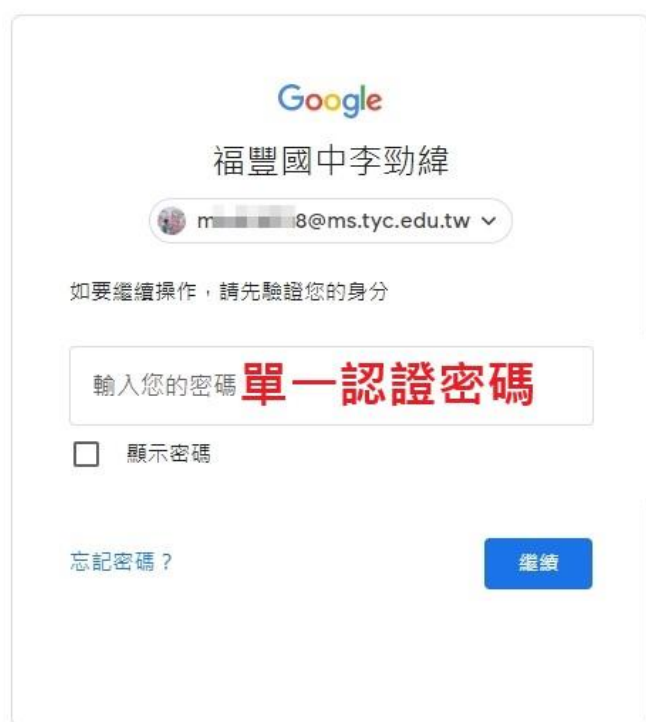 Google
福豐國中李勁緯
m 8@ms.tyc.edu.tw
如要繼續操作，請先驗證您的身分
輸入您的密碼 單一認證密碼
顯示密碼
忘記密碼？
繼續